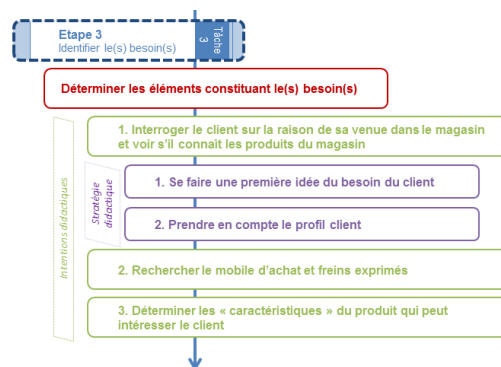 Etape 3
Identifier le(s) besoin(s)
Tâche
3
Déterminer les éléments constituant le(s) besoin(s)
Intentions didactiques
1. Interroger le client sur la raison de sa venue dans le magasin
et voir s'il connaît les produits du magasin
Stratégie
didactique
1. Se faire une première idée du besoin du client
2. Prendre en compte le profil client
2. Rechercher le mobile d'achat et freins exprimés
3. Déterminer les « caractéristiques » du produit qui peut
intéresser le client